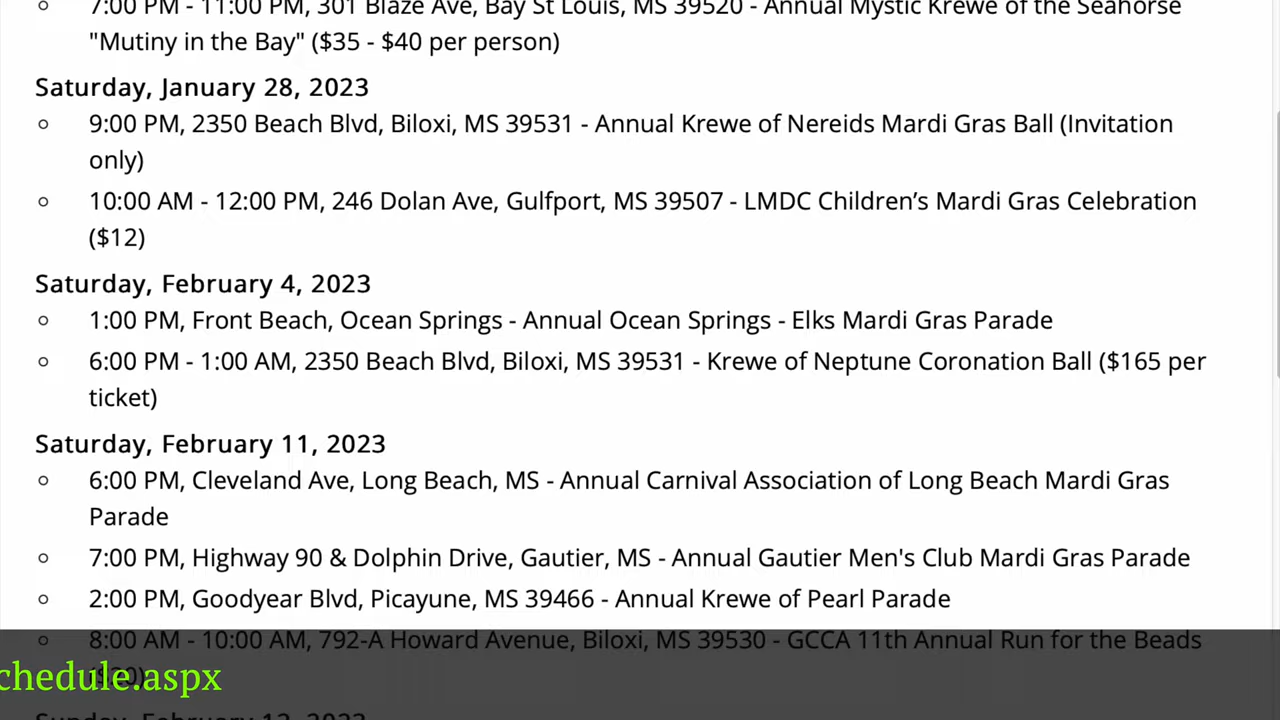 7:00 PM - 11:00 PM, 301 Blaze Ave, Bay St Louis, MS 39520 - Annual Mystic Krewe of the Seahorse
"Mutiny in the Bay" ($35 - $40 per person)
Saturday, January 28, 2023
9:00 PM, 2350 Beach Blvd, Biloxi, MS 39531 - Annual Krewe of Nereids Mardi Gras Ball (Invitation
only)
10:00 AM - 12:00 PM, 246 Dolan Ave, Gulfport, MS 39507 - LMDC Children’s Mardi Gras Celebration
($12)
Saturday, February 4, 2023
1:00 PM, Front Beach, Ocean Springs - Annual Ocean Springs - Elks Mardi Gras Parade
6:00 PM - 1:00 AM, 2350 Beach Blvd, Biloxi, MS 39531 - Krewe of Neptune Coronation Ball ($165 per
ticket)
Saturday, February 11, 2023
6:00 PM, Cleveland Ave, Long Beach, MS - Annual Carnival Association of Long Beach Mardi Gras
Parade
7:00 PM, Highway 90 & Dolphin Drive, Gautier, MS - Annual Gautier Men's Club Mardi Gras Parade
2:00 PM, Goodyear Blvd, Picayune, MS 39466 - Annual Krewe of Pearl Parade
8:00 AM - 10:00 AM, 792-A Howard Avenue, Biloxi, MS 39530 - GCCA 11th Annual Run for the Beads
chedule.aspx
Sunday, February 12, 2023